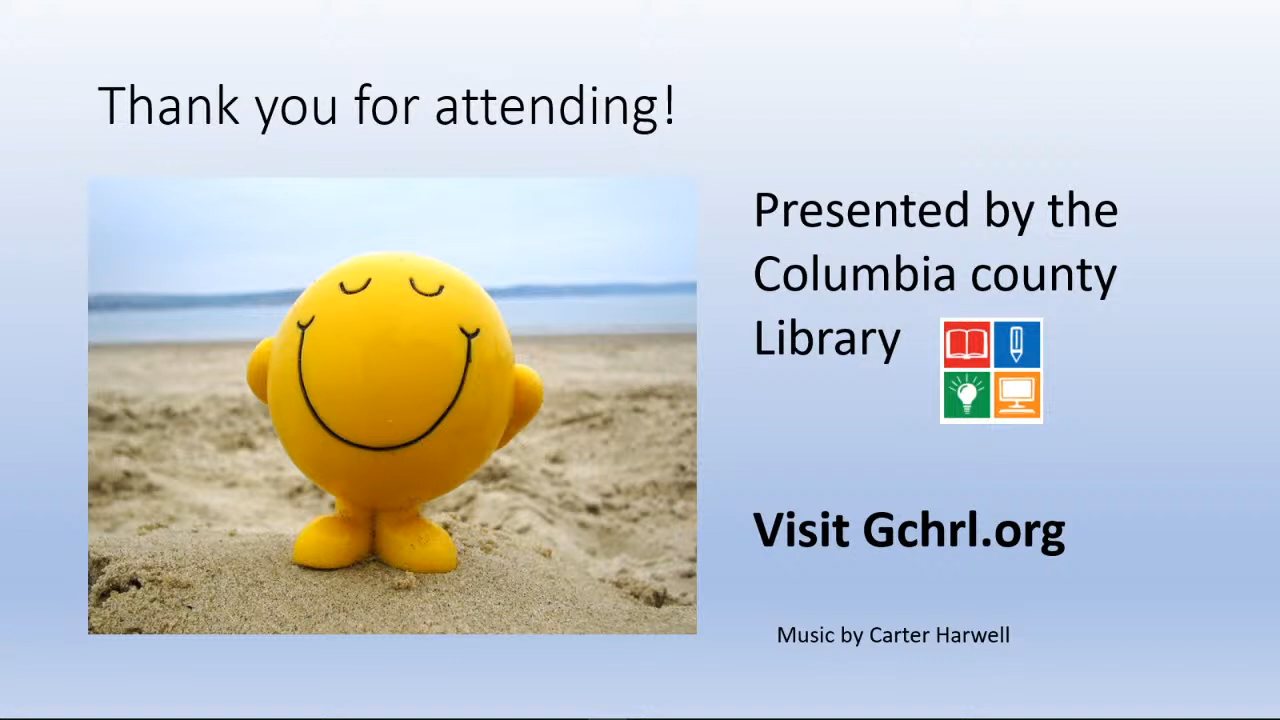 Thank you for attending!
Presented by the
Columbia county
Library
Visit Gchrl.org
Music by Carter Harwell